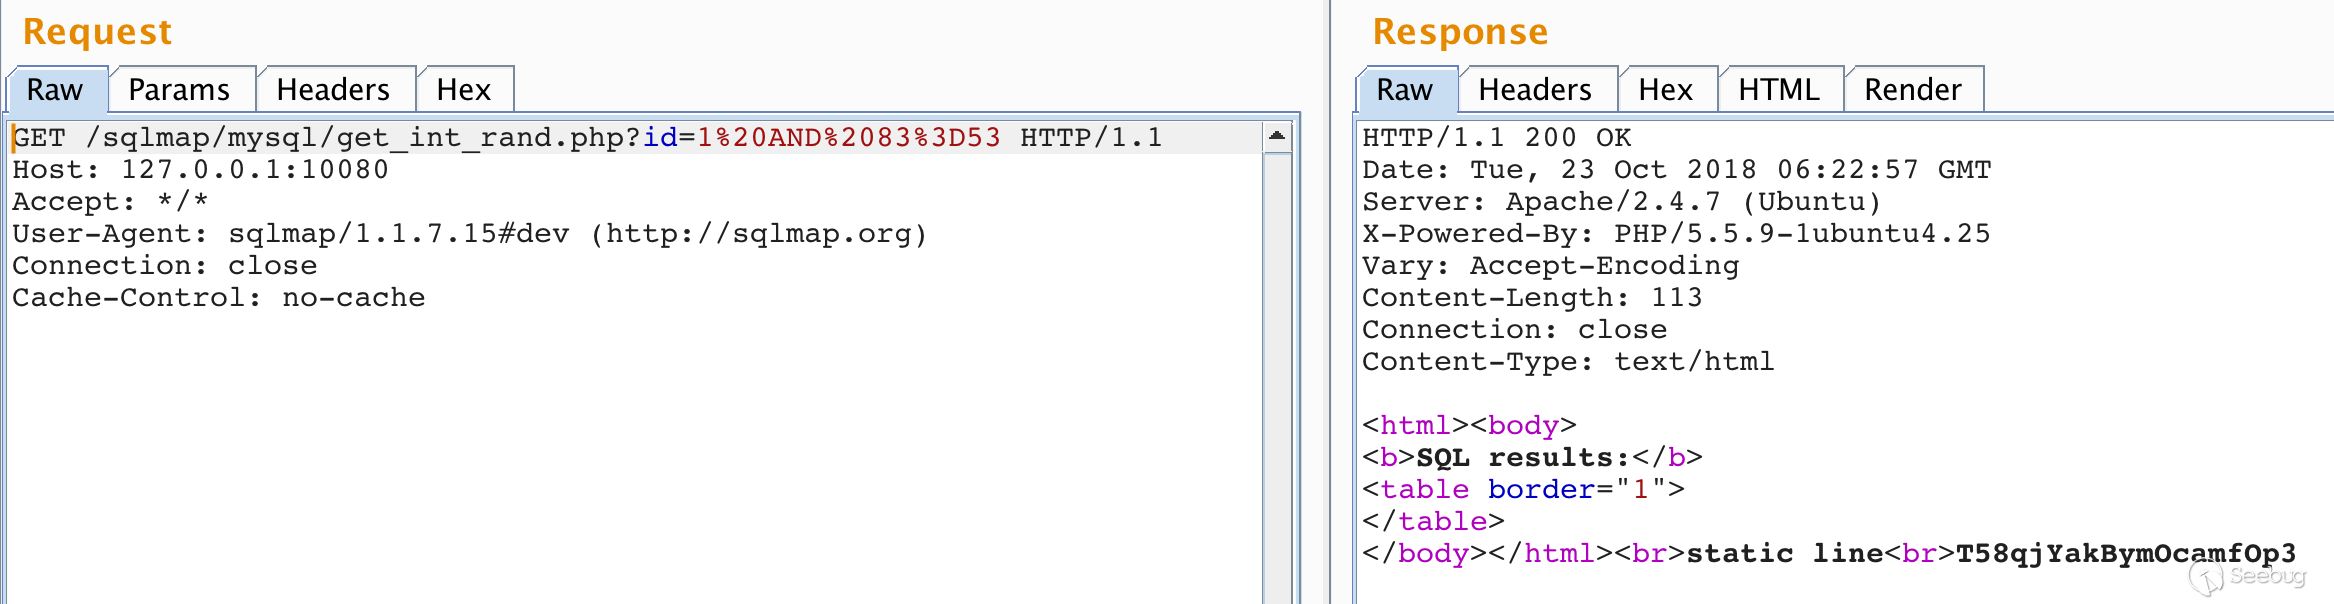 Request
Raw Params Headers Hex
GET /sqlmap/mysql/get_int_rand.php?id=1%20AND%2083%3D53 HTTP/1.1
Host: 127.0.0.1:10080
Accept: */*
User-Agent: sqlmap/1.1.7.15#dev (http://sqlmap.org)
Connection: close
Cache-Control: no-cache
Response
Raw Headers Hex HTML Render
HTTP/1.1 200 OK
Date: Tue, 23 Oct 2018 06:22:57 GMT
Server: Apache/2.4.7 (Ubuntu)
X-Powered-By: PHP/5.5.9-1ubuntu4.25
Vary: Accept-Encoding
Content-Length: 113
Connection: close
Content-Type: text/html
<html><body>
<b>SQL results:</b>
<table border="1">
</table>
</body></html><br>static line<br>T58qjYakBymOcamfOp3
Seebug